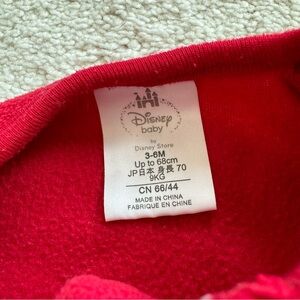 Disney
baby
by
Disney Store
3-6M
Up to 68cm
JP日本 身長 70
9KG
CN 66/44
MADE IN CHINA
FABRIQUE EN CHINE